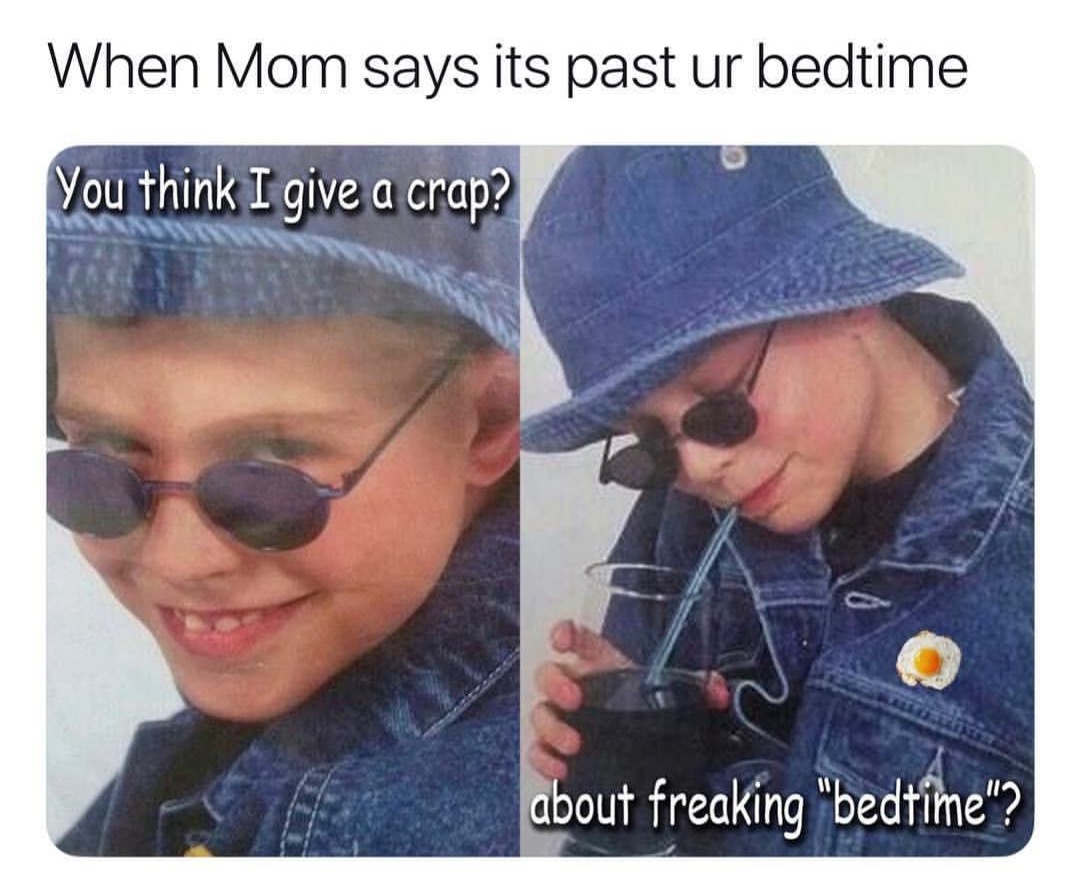 When Mom says its past ur bedtime
You think I give a crap?
about freaking "bedtime"?